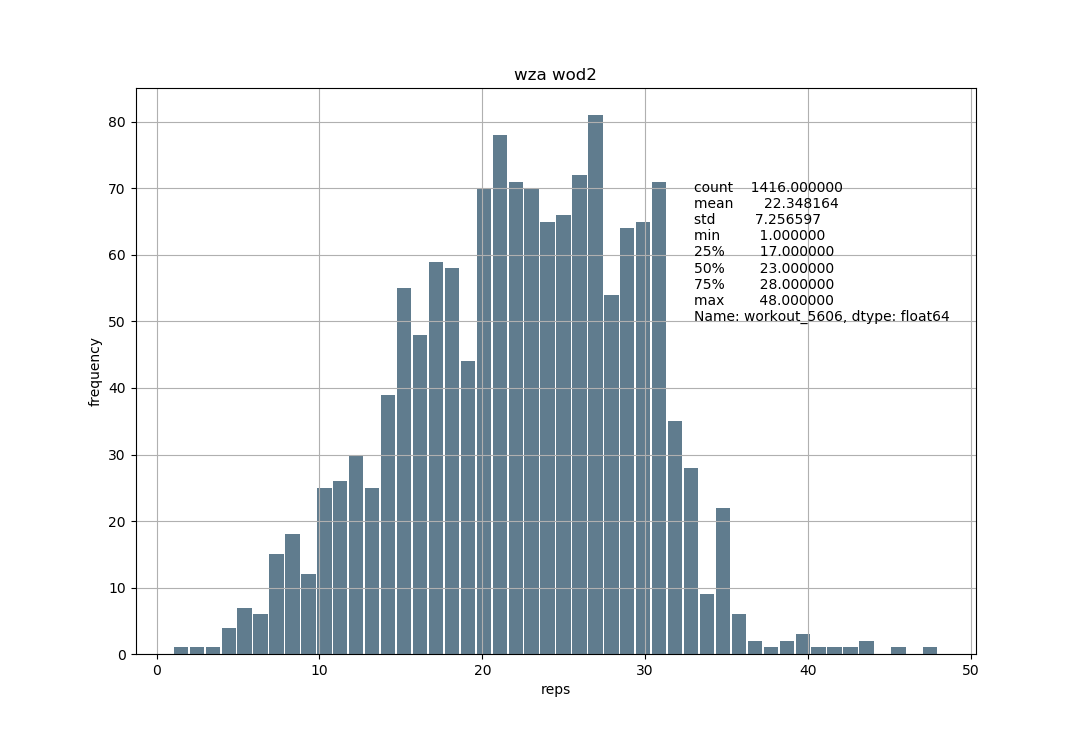 wza wod2
80
70
60
50
40
30
20
10
0
frequency
count 1416.000000
mean 22.348164
std 7.256597
min 1.000000
25% 17.000000
50% 23.000000
75% 28.000000
max 48.000000
Name: workout_5606, dtype: float64
0 10 20 30 40 50
reps